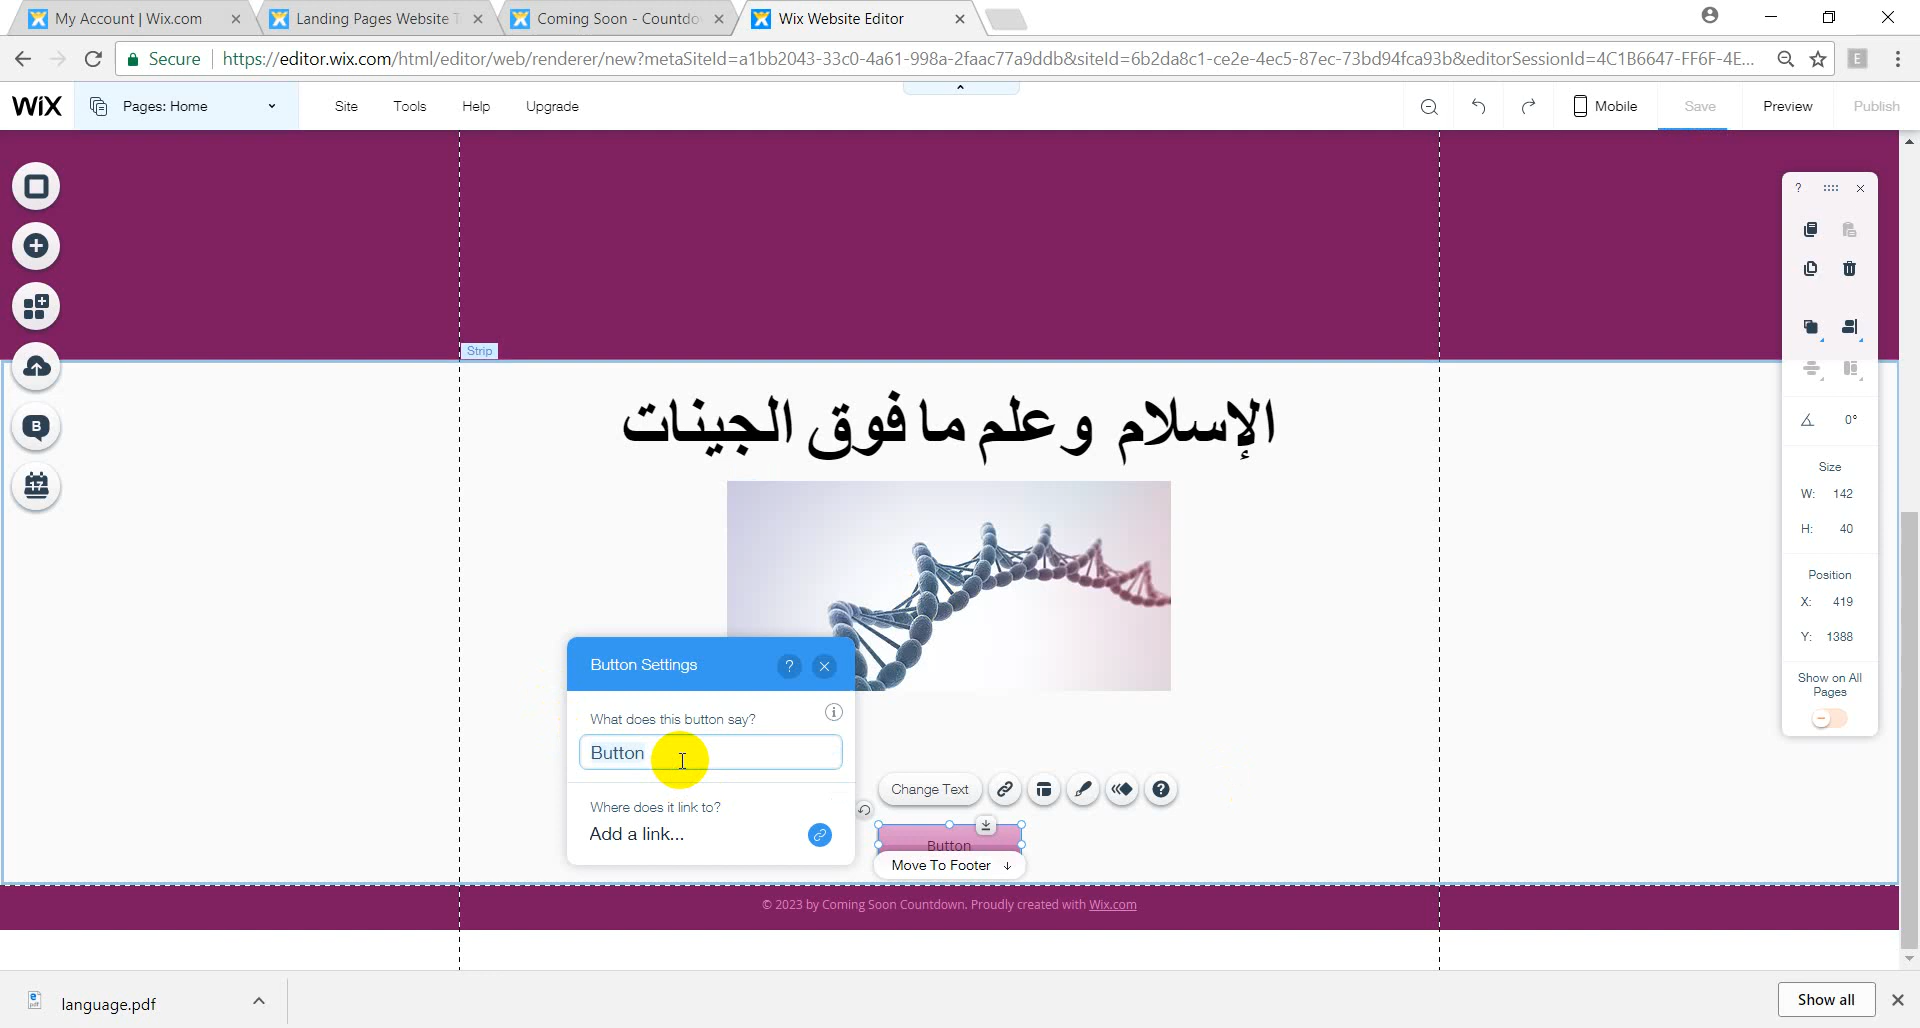 My Account | Wix.com
Landing Pages Website T
Coming Soon - Countdo
Wix Website Editor
Secure
https://editor.wix.com/html/editor/web/renderer/new?metaSiteId=a1bb2043-33c0-4a61-998a-2faac77a9ddb&siteId=6b2da8c1-ce2e-4ec5-87ec-73bd94fca93b&editorSessionId=4C1B6647-FF6F-4E...
E
WiX
Pages: Home
Site
Tools
Help
Upgrade
Mobile
Save
Preview
Publish
Strip
الإسلام وعلم ما فوق الجينات
B
17
Button Settings
?
What does this button say?
Button
Where does it link to?
Add a link...
Change Text
?
Button
Move To Footer
© 2023 by Coming Soon Countdown. Proudly created with Wix.com
?
0°
Size
W: 142
H: 40
Position
X: 419
Y: 1388
Show on All
Pages
language.pdf
Show all